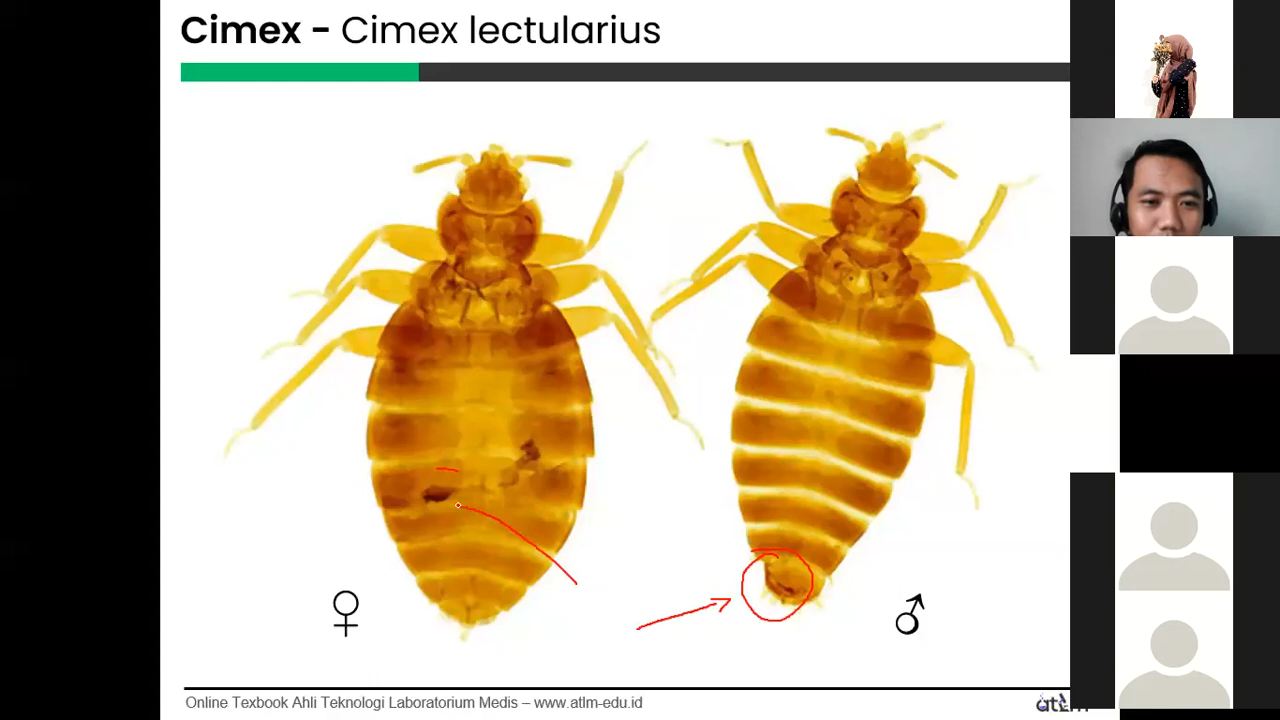 Cimex - Cimex lectularius
♀
♂
Online Texbook Ahli Teknologi Laboratorium Medis – www.atlm-edu.id